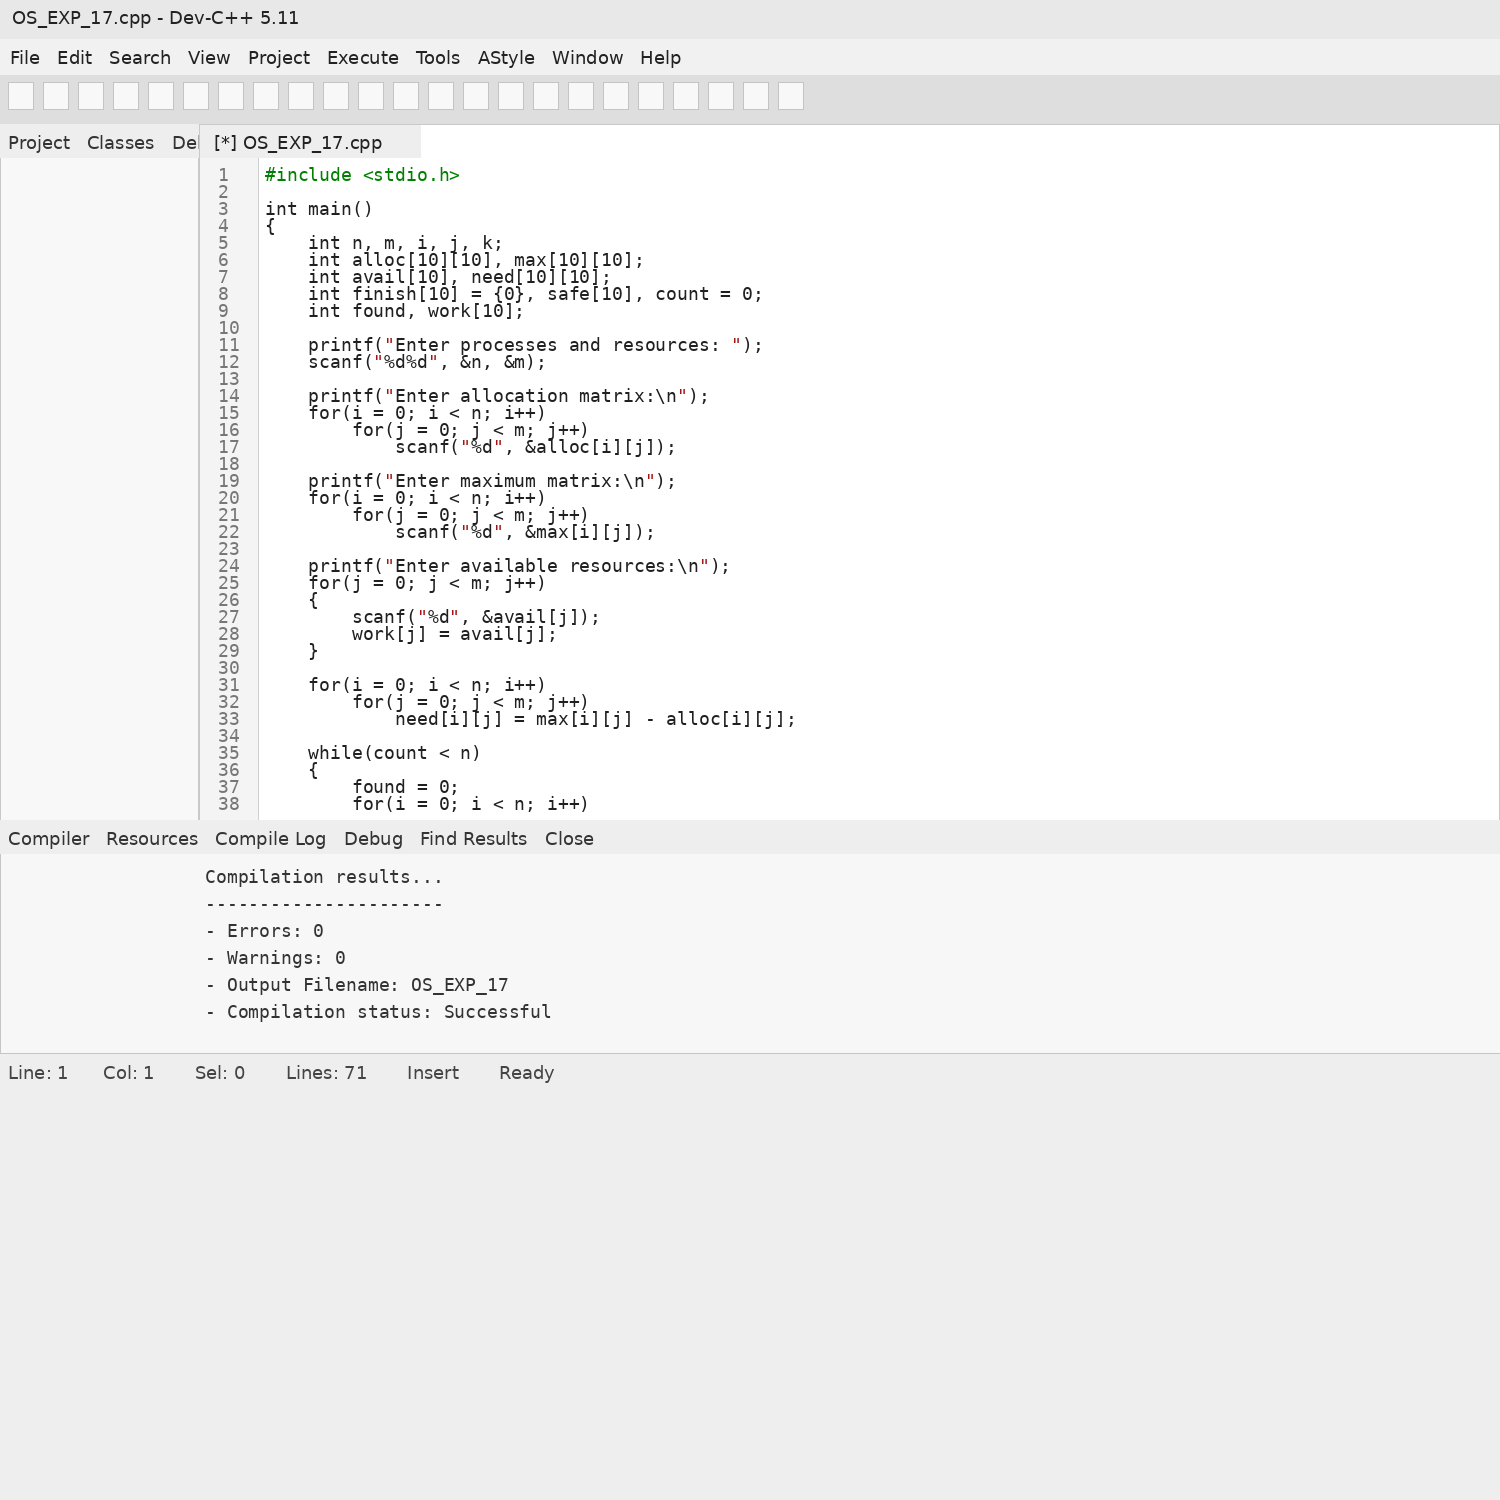 OS_EXP_17.cpp - Dev-C++ 5.11
File Edit Search View Project Execute Tools AStyle Window Help
Project Classes De
[*] OS_EXP_17.cpp
1 #include <stdio.h>
2
3 int main()
4 {
5     int n, m, i, j, k;
6     int alloc[10][10], max[10][10];
7     int avail[10], need[10][10];
8     int finish[10] = {0}, safe[10], count = 0;
9     int found, work[10];
10
11     printf("Enter processes and resources: ");
12     scanf("%d%d", &n, &m);
13
14     printf("Enter allocation matrix:\n");
15     for(i = 0; i < n; i++)
16         for(j = 0; j < m; j++)
17             scanf("%d", &alloc[i][j]);
18
19     printf("Enter maximum matrix:\n");
20     for(i = 0; i < n; i++)
21         for(j = 0; j < m; j++)
22             scanf("%d", &max[i][j]);
23
24     printf("Enter available resources:\n");
25     for(j = 0; j < m; j++)
26     {
27         scanf("%d", &avail[j]);
28         work[j] = avail[j];
29     }
30
31     for(i = 0; i < n; i++)
32         for(j = 0; j < m; j++)
33             need[i][j] = max[i][j] - alloc[i][j];
34
35     while(count < n)
36     {
37         found = 0;
38         for(i = 0; i < n; i++)
Compiler Resources Compile Log Debug Find Results Close
Compilation results...
----------------------
- Errors: 0
- Warnings: 0
- Output Filename: OS_EXP_17
- Compilation status: Successful
Line: 1 Col: 1 Sel: 0 Lines: 71 Insert Ready